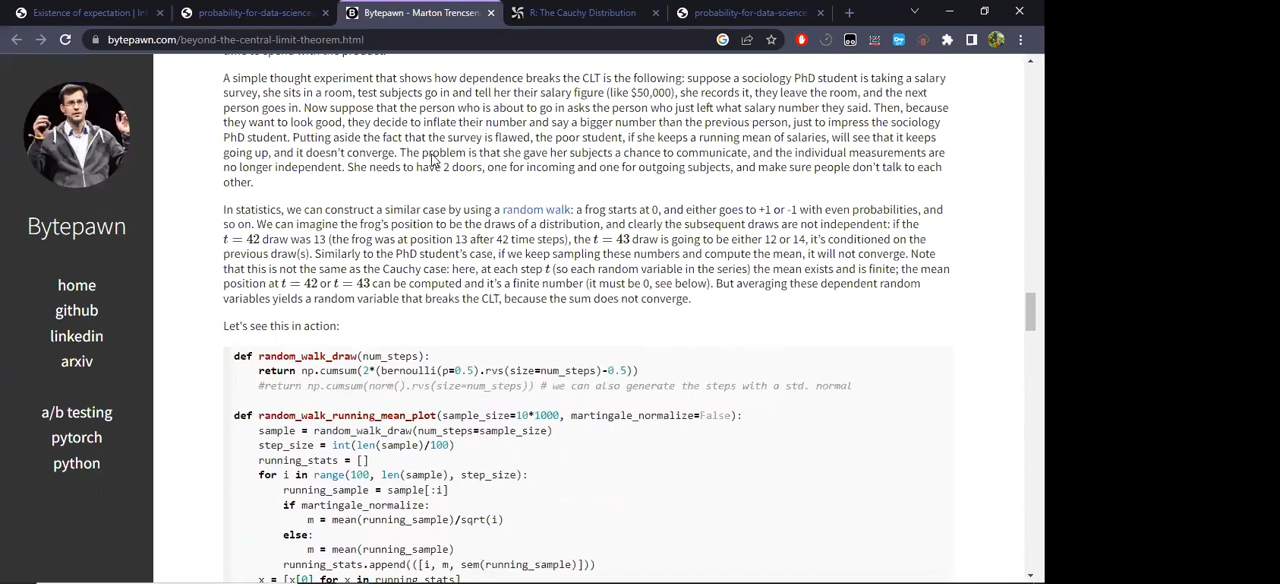 Existence of expectation | Int
probability-for-data-science
Bytepawn - Marton Trencsen
R: The Cauchy Distribution
probability-for-data-science
bytepawn.com/beyond-the-central-limit-theorem.html
A simple thought experiment that shows how dependence breaks the CLT is the following: suppose a sociology PhD student is taking a salary
survey, she sits in a room, test subjects go in and tell her their salary figure (like $50,000), she records it, they leave the room, and the next
person goes in. Now suppose that the person who is about to go in asks the person who just left what salary number they said. Then, because
they want to look good, they decide to inflate their number and say a bigger number than the previous person, just to impress the sociology
PhD student. Putting aside the fact that the survey is flawed, the poor student, if she keeps a running mean of salaries, will see that it keeps
going up, and it doesn't converge. The problem is that she gave her subjects a chance to communicate, and the individual measurements are
no longer independent. She needs to have 2 doors, one for incoming and one for outgoing subjects, and make sure people don't talk to each
other.
Bytepawn
home
github
linkedin
arxiv
a/b testing
pytorch
python
In statistics, we can construct a similar case by using a random walk: a frog starts at 0, and either goes to +1 or -1 with even probabilities, and
so on. We can imagine the frog's position to be the draws of a distribution, and clearly the subsequent draws are not independent: if the
t = 42 draw was 13 (the frog was at position 13 after 42 time steps), the t = 43 draw is going to be either 12 or 14, it's conditioned on the
previous draw(s). Similarly to the PhD student's case, if we keep sampling these numbers and compute the mean, it will not converge. Note
that this is not the same as the Cauchy case: here, at each step t (so each random variable in the series) the mean exists and is finite; the mean
position at t = 42 or t = 43 can be computed and it's a finite number (it must be 0, see below). But averaging these dependent random
variables yields a random variable that breaks the CLT, because the sum does not converge.
Let's see this in action:
def random_walk_draw(num_steps):
return np.cumsum(2*(bernoulli(p=0.5).rvs(size=num_steps)-0.5))
#return np.cumsum(norm().rvs(size=num_steps)) # we can also generate the steps with a std. normal
def random_walk_running_mean_plot(sample_size=10*1000, martingale_normalize=False):
sample = random_walk_draw(num_steps=sample_size)
step_size = int(len(sample)/100)
running_stats = []
for i in range(100, len(sample), step_size):
running_sample = sample[:i]
if martingale_normalize:
m = mean(running_sample)/sqrt(i)
else:
m = mean(running_sample)
running_stats.append(([i, m, sem(running_sample)]))
x = [x[0] for x in running_stats]